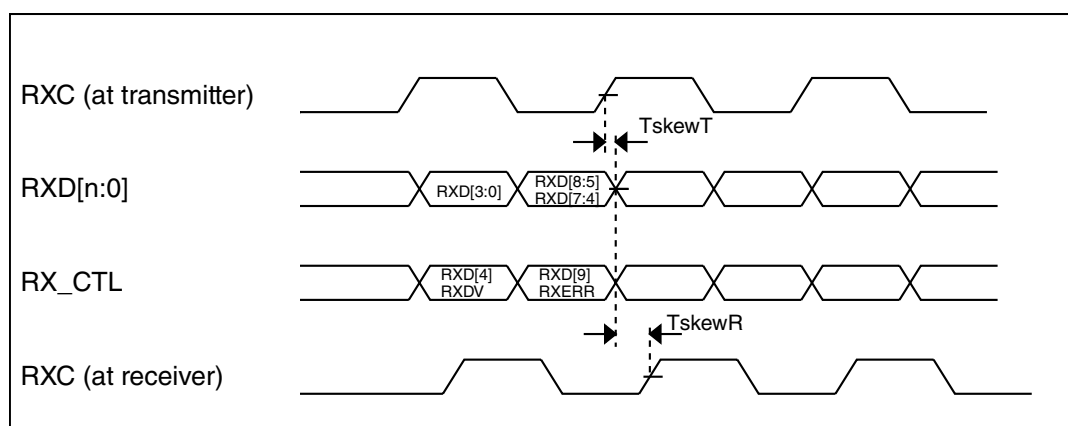 RXC (at transmitter)
TskewT
RXD[n:0]
RXD[3:0]
RXD[8:5]
RXD[7:4]
RX_CTL
RXD[4]
RXDV
RXD[9]
RXERR
TskewR
RXC (at receiver)